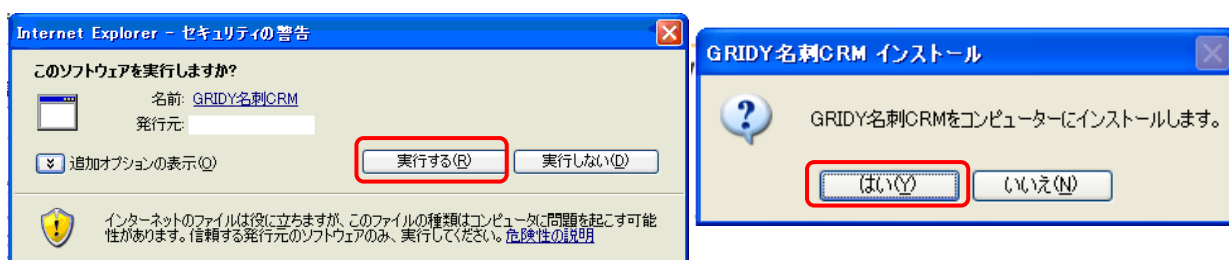 Internet Explorer - セキュリティの警告
このソフトウェアを実行しますか?
名前: GRIDY名刺CRM
発行元:
追加オプションの表示(O)
実行する(R)
実行しない(D)
インターネットのファイルは役に立ちますが、このファイルの種類はコンピュータに問題を起こす可能
性があります。信頼する発行元のソフトウェアのみ、実行してください。危険性の説明
GRIDY名刺CRM インストール
GRIDY名刺CRMをコンピューターにインストールします。
はい(Y)
いいえ(N)